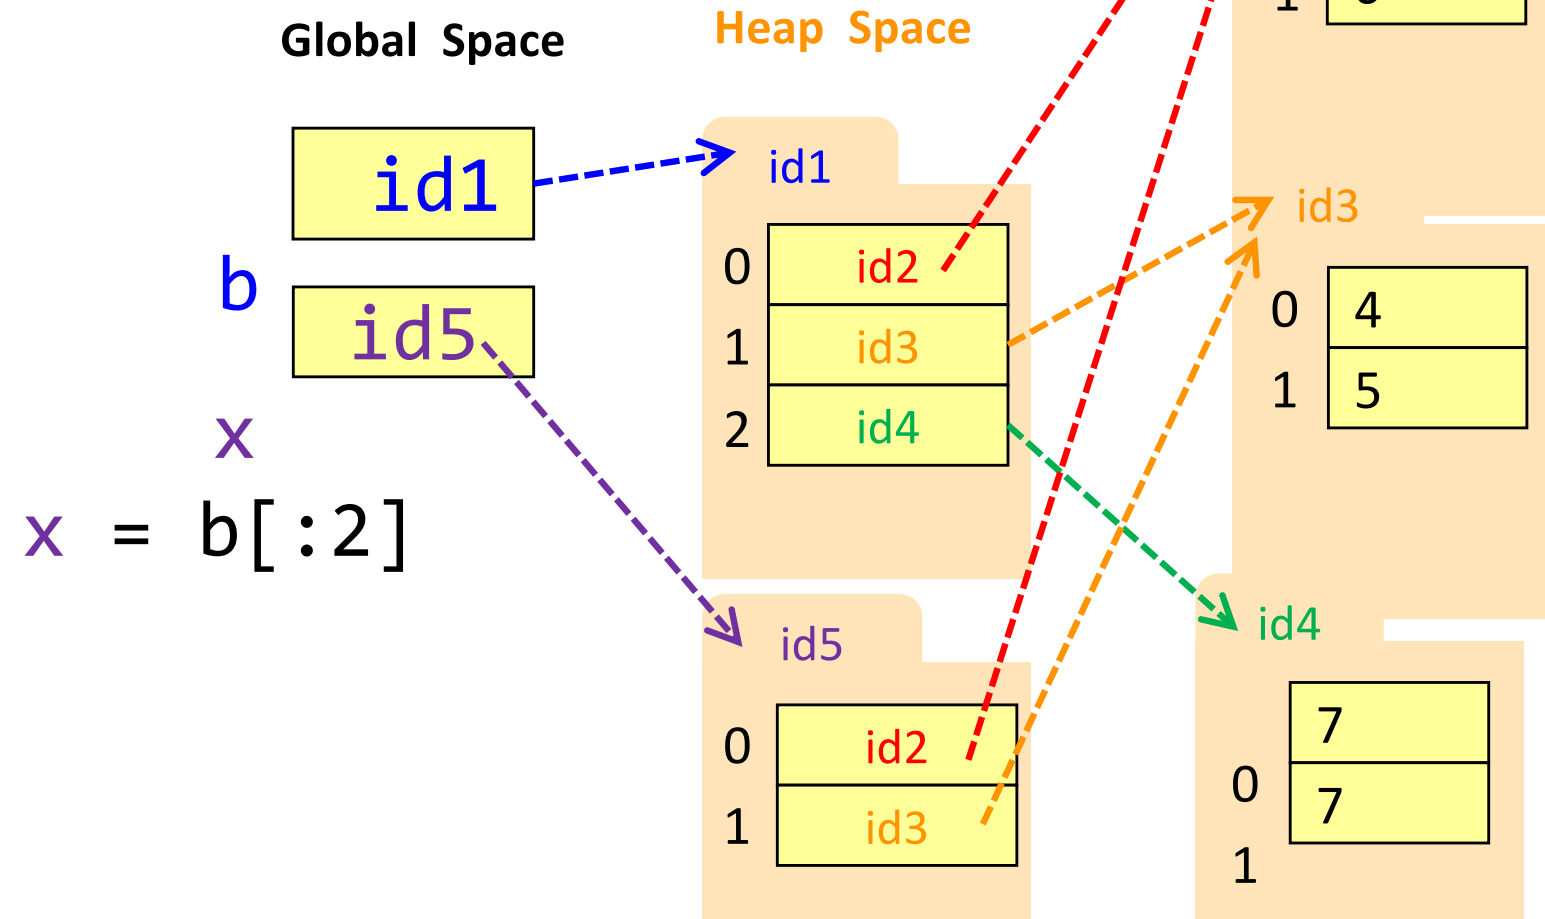 Global Space
Heap Space
1
id1
id1
b
id5
x
x = b[:2]
0 id2
1 id3
2 id4
id3
0 4
1 5
id5
0 id2
1 id3
id4
7
0
7
1